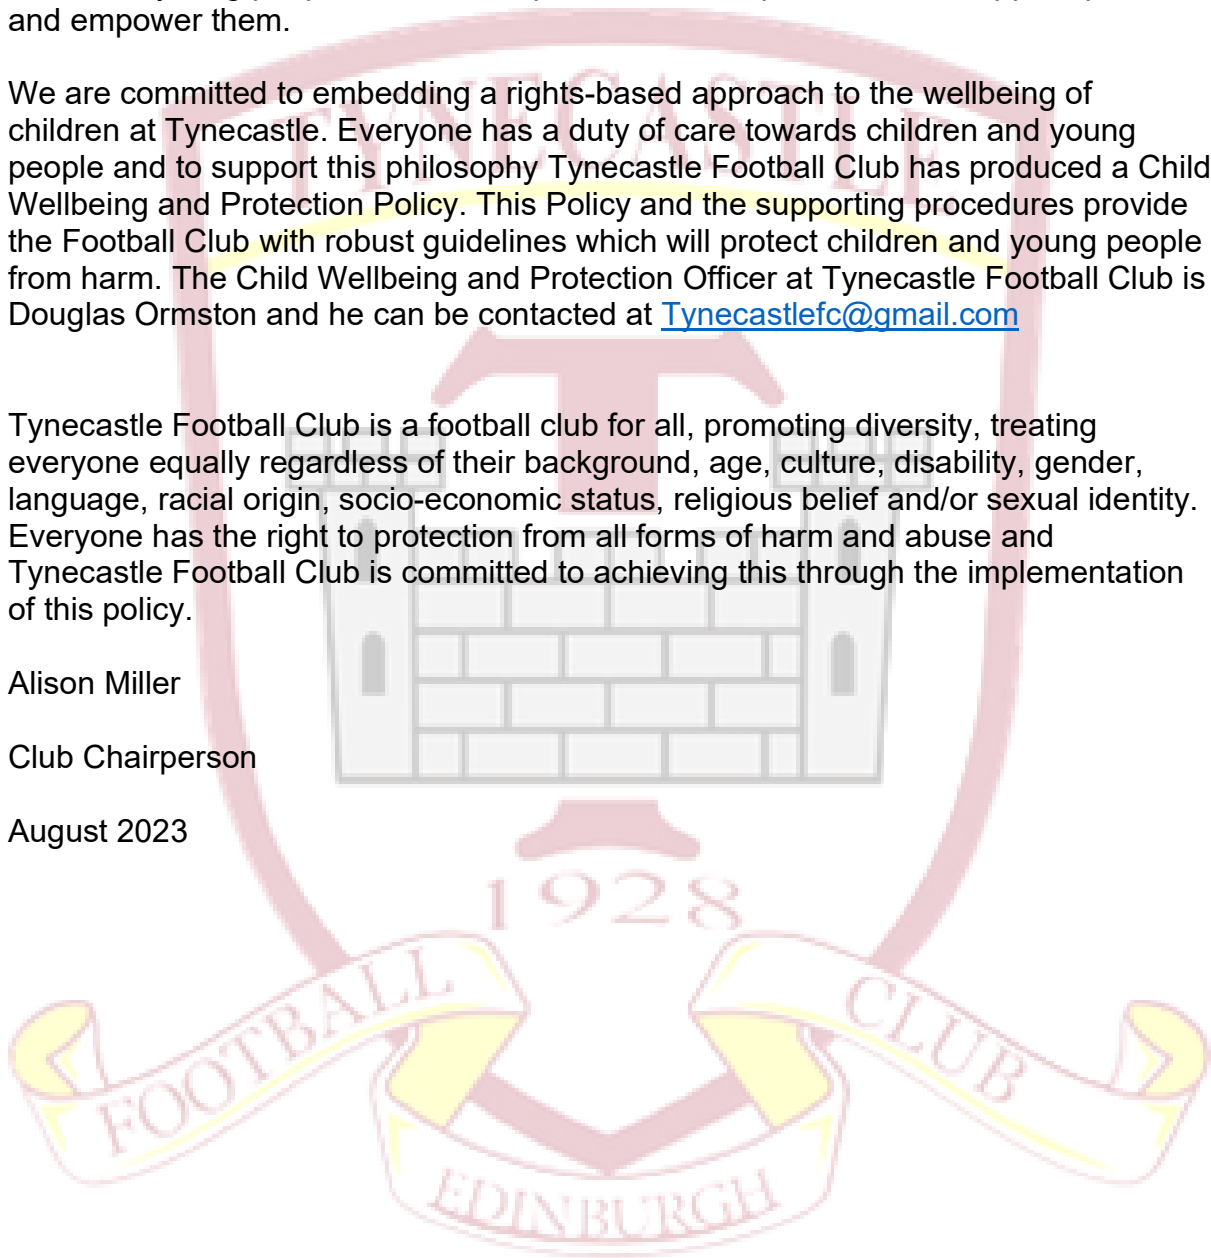 and empower them.
We are committed to embedding a rights-based approach to the wellbeing of
children at Tynecastle. Everyone has a duty of care towards children and young
people and to support this philosophy Tynecastle Football Club has produced a Child
Wellbeing and Protection Policy. This Policy and the supporting procedures provide
the Football Club with robust guidelines which will protect children and young people
from harm. The Child Wellbeing and Protection Officer at Tynecastle Football Club is
Douglas Ormston and he can be contacted at Tynecastlefc@gmail.com
Tynecastle Football Club is a football club for all, promoting diversity, treating
everyone equally regardless of their background, age, culture, disability, gender,
language, racial origin, socio-economic status, religious belief and/or sexual identity.
Everyone has the right to protection from all forms of harm and abuse and
Tynecastle Football Club is committed to achieving this through the implementation
of this policy.
Alison Miller
Club Chairperson
August 2023
TYNECASTLE
T
1928
FOOTBALL
CLUB
EDINBURGH